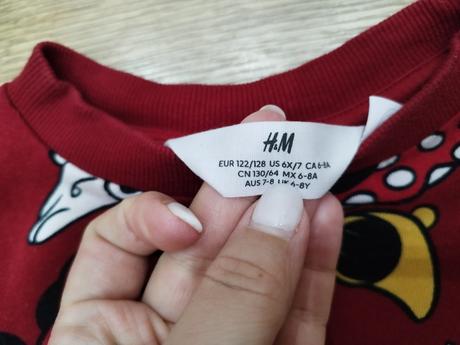 H&M
EUR 122/128 US 6X/7 CA 6-8A
CN 130/64 MX 6-8A
AUS 7-8 UK 6-8Y